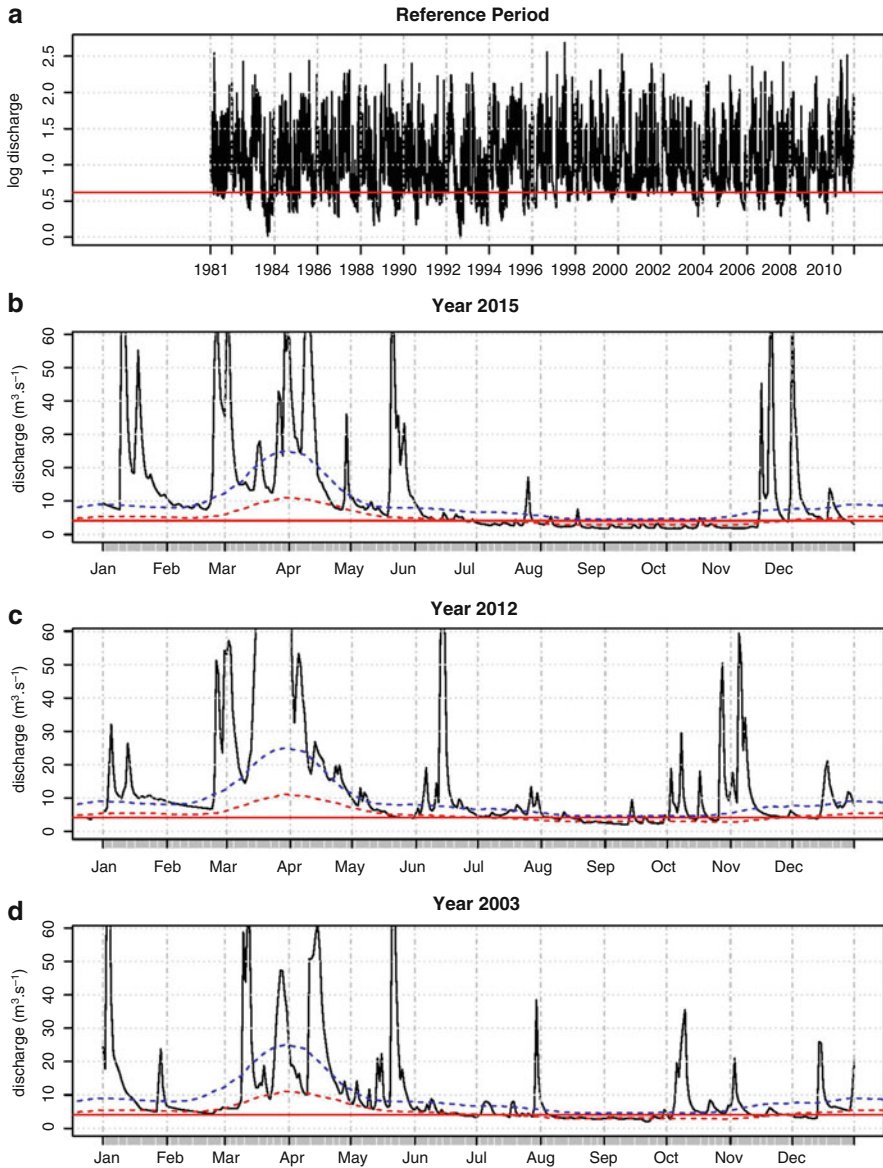 a
Reference Period
log discharge
2.5
2.0
1.5
1.0
0.5
0.0
1981 1984 1986 1988 1990 1992 1994 1996 1998 2000 2002 2004 2006 2008 2010
b
Year 2015
discharge (m³.s⁻¹)
60
50
40
30
20
10
0
Jan Feb Mar Apr May Jun Jul Aug Sep Oct Nov Dec
c
Year 2012
discharge (m³.s⁻¹)
60
50
40
30
20
10
0
Jan Feb Mar Apr May Jun Jul Aug Sep Oct Nov Dec
d
Year 2003
discharge (m³.s⁻¹)
60
50
40
30
20
10
0
Jan Feb Mar Apr May Jun Jul Aug Sep Oct Nov Dec